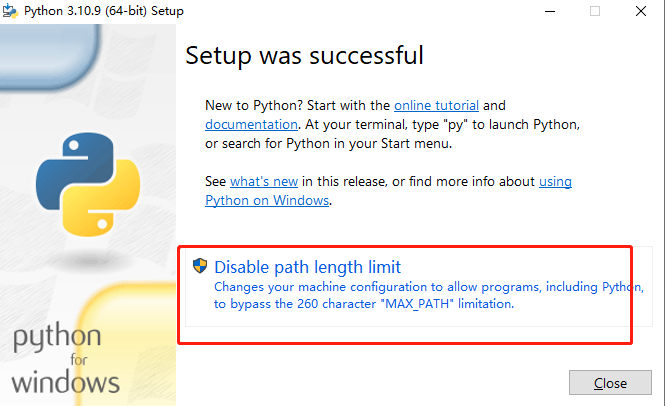 Python 3.10.9 (64-bit) Setup
Setup was successful
New to Python? Start with the online tutorial and
documentation. At your terminal, type "py" to launch Python,
or search for Python in your Start menu.
See what's new in this release, or find more info about using
Python on Windows.
Disable path length limit
Changes your machine configuration to allow programs, including Python,
to bypass the 260 character "MAX_PATH" limitation.
python
for
windows
Close